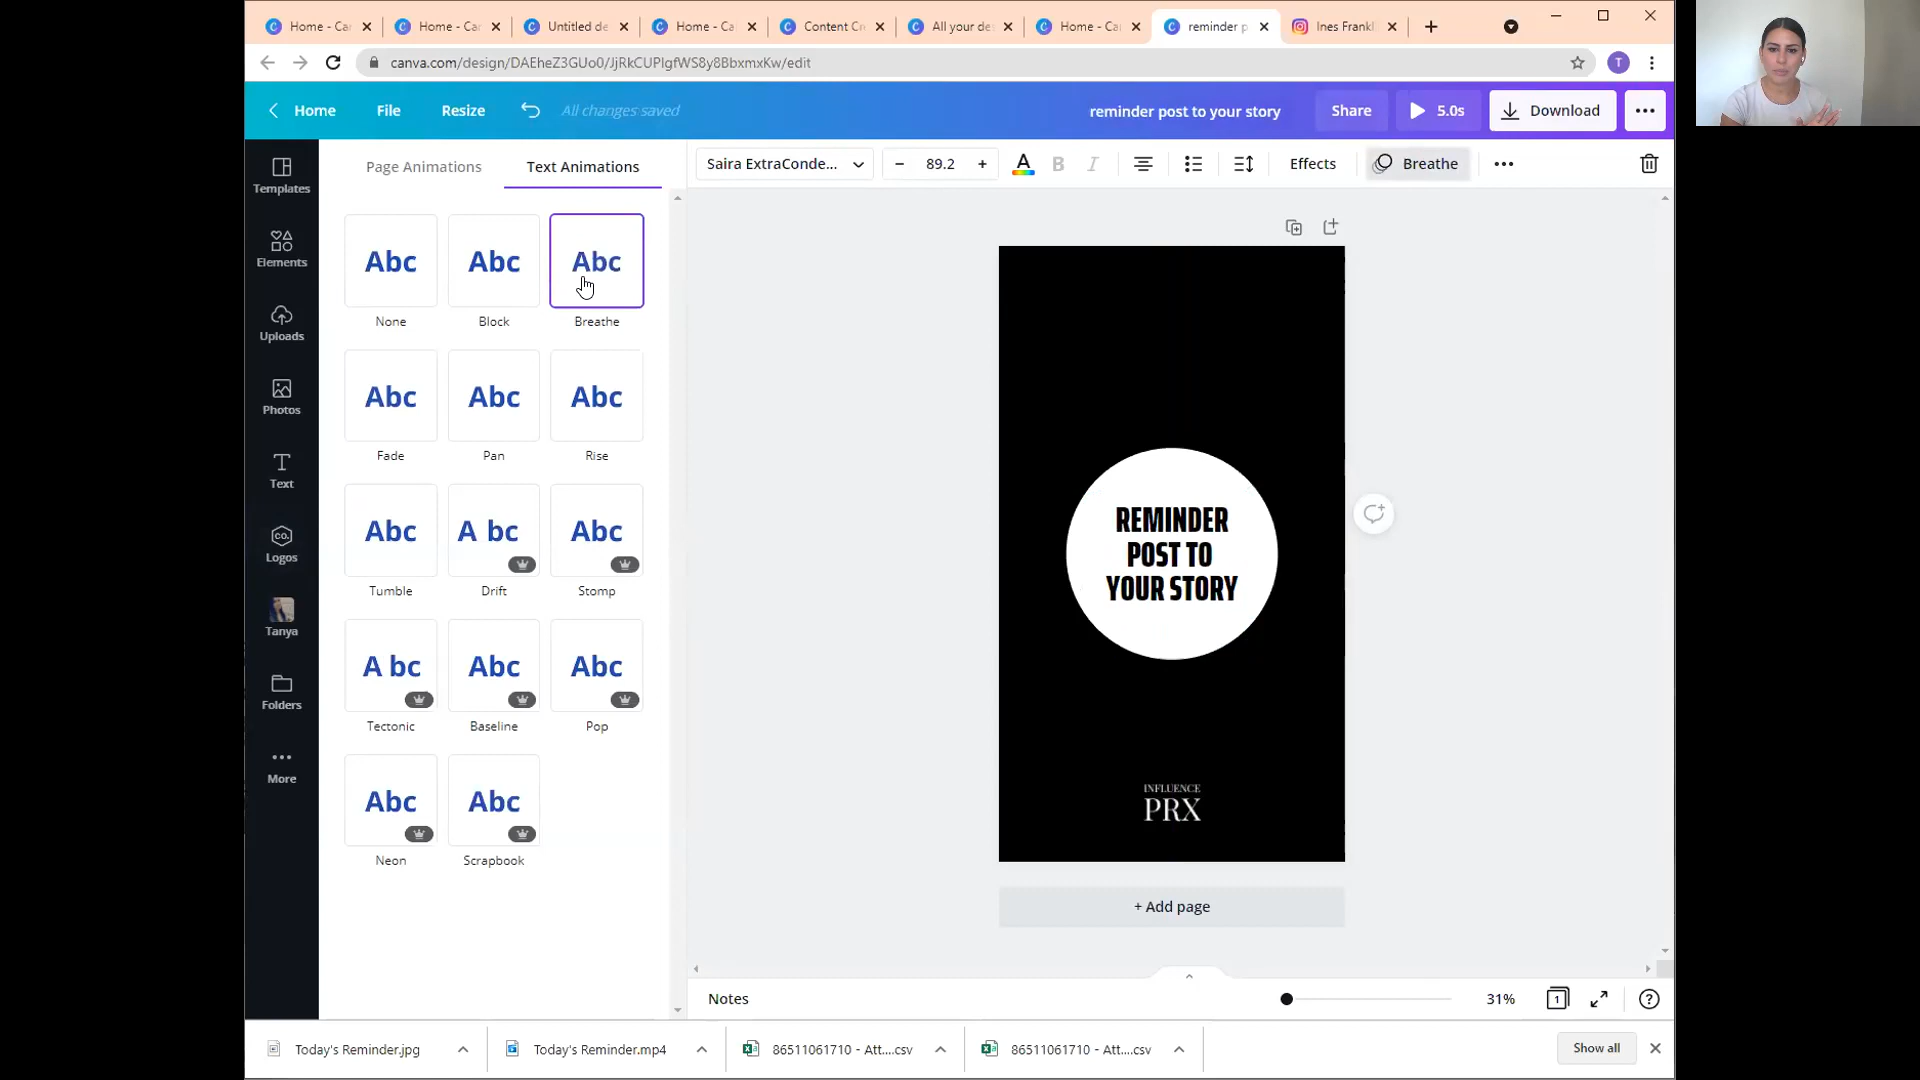 Home - Ca
Home - Ca
Untitled de
Home - Ca
Content Cr
All your de
Home - Ca
reminder p
Ines Frankl
canva.com/design/DAEheZ3GUo0/JjRkCUPlgfWS8y8BbxmxKw/edit
T
Home
File
Resize
All changes saved
reminder post to your story
Share
5.0s
Download
Page Animations
Text Animations
Saira ExtraConde...
89.2
A
B
I
Effects
Breathe
Templates
Elements
Uploads
Photos
Text
Logos
Tanya
Folders
More
Abc
None
Abc
Block
Abc
Breathe
Abc
Fade
Abc
Pan
Abc
Rise
Abc
Tumble
A bc
Drift
Abc
Stomp
A bc
Tectonic
Abc
Baseline
Abc
Pop
Abc
Neon
Abc
Scrapbook
REMINDER
POST TO
YOUR STORY
INFLUENCE
PRX
+ Add page
Notes
31%
1
Today's Reminder.jpg
Today's Reminder.mp4
86511061710 - Att....csv
86511061710 - Att....csv
Show all